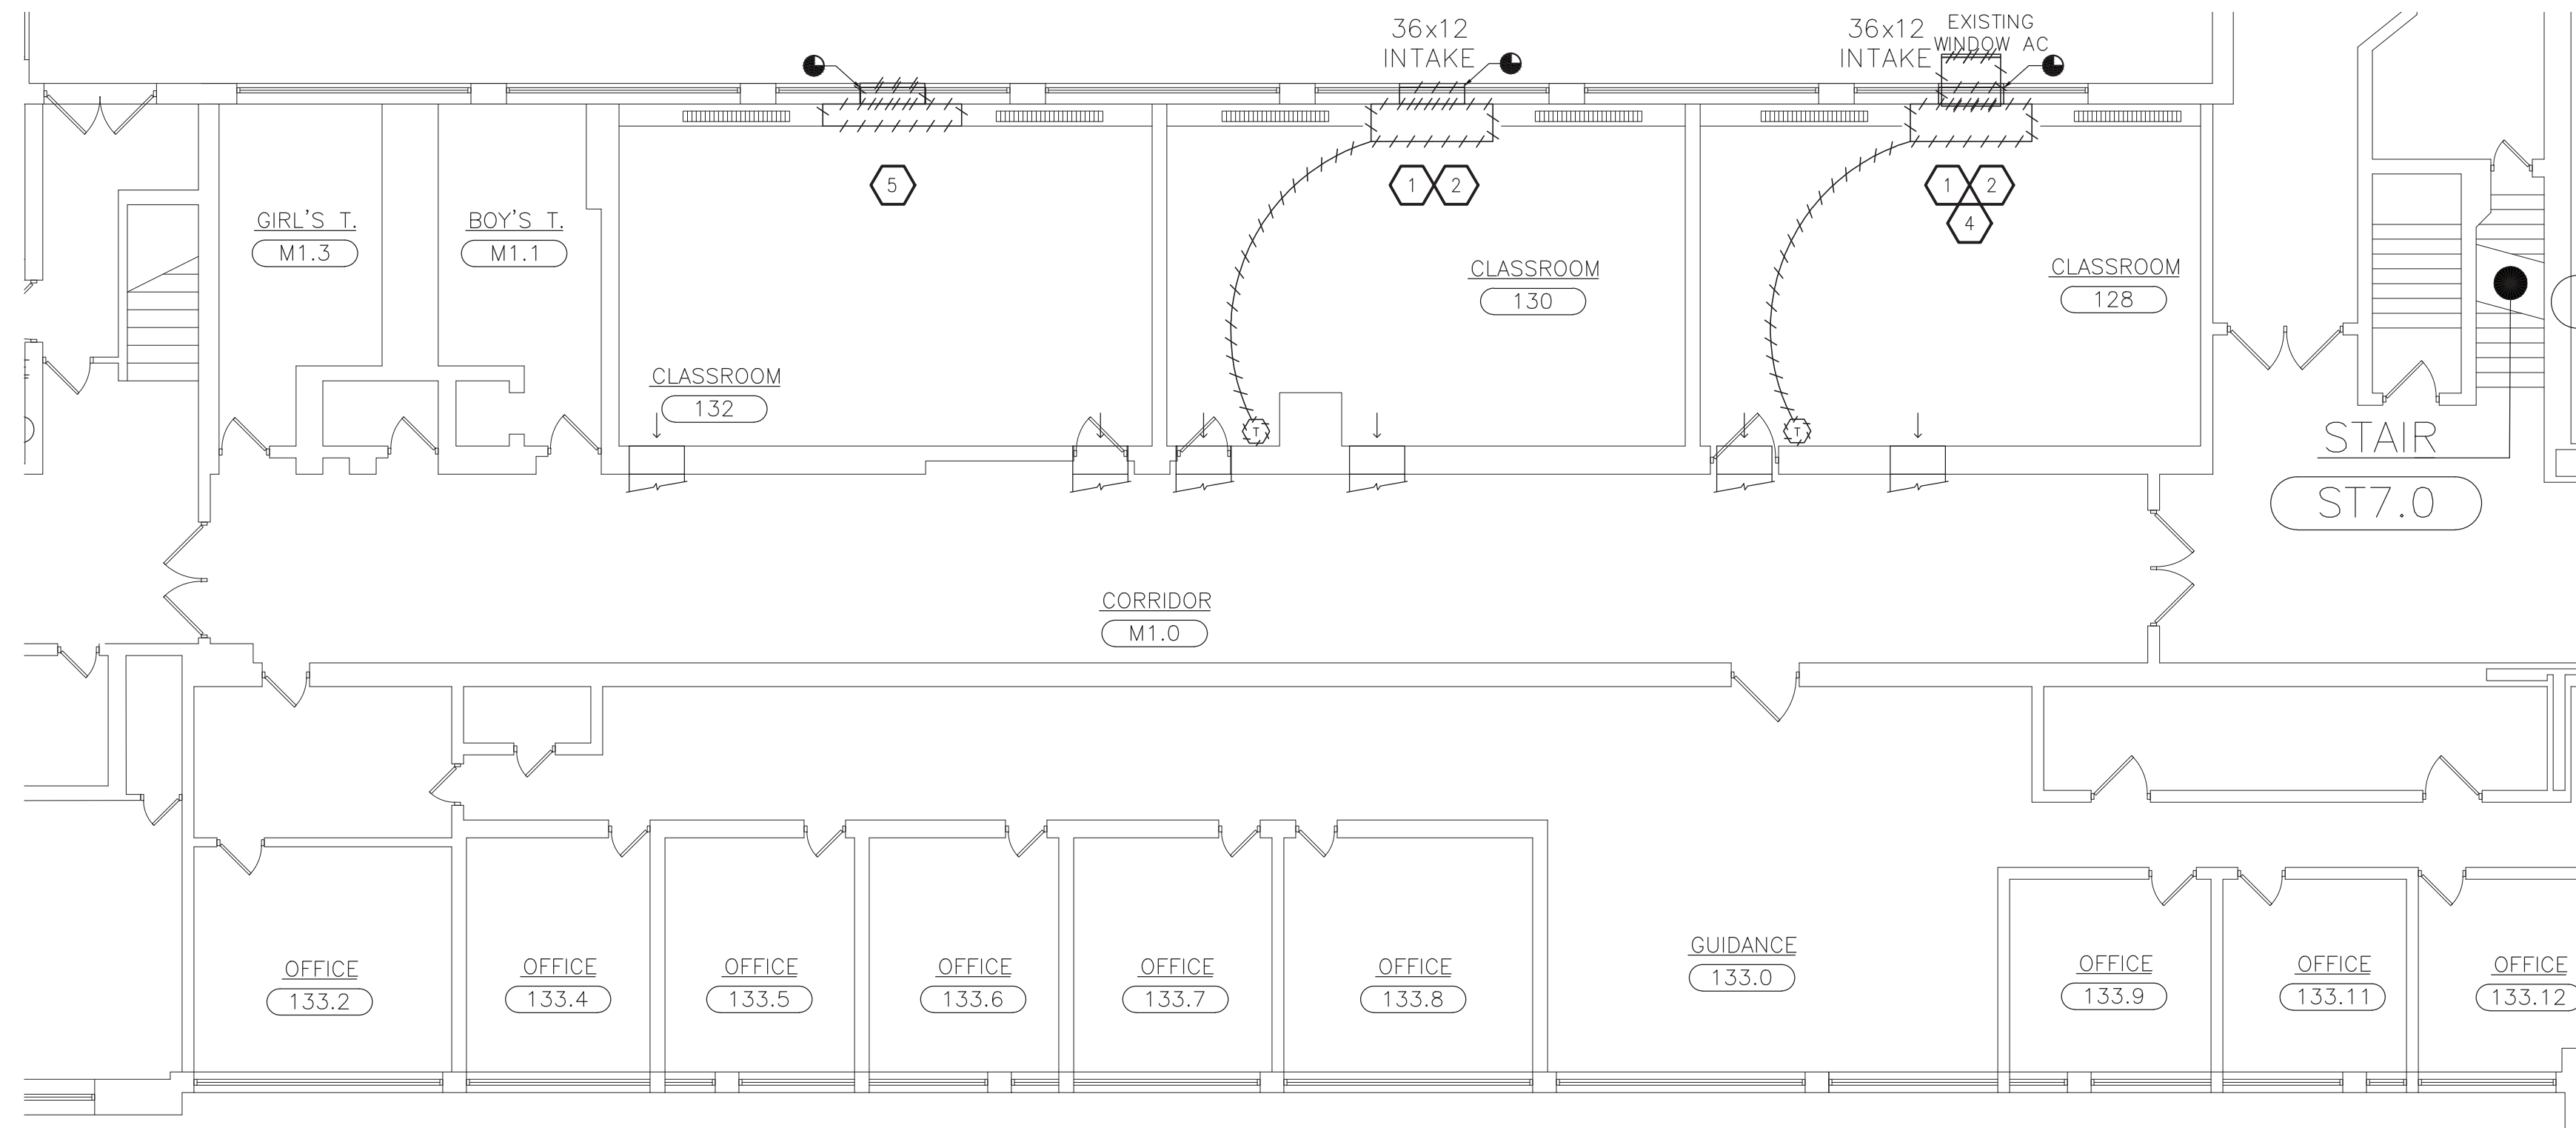 36x12
INTAKE
36x12
INTAKE
EXISTING
WINDOW AC
5
1
2
1
2
4
GIRL'S T.
M1.3
BOY'S T.
M1.1
CLASSROOM
130
CLASSROOM
128
CLASSROOM
132
T
T
STAIR
ST7.0
CORRIDOR
M1.0
OFFICE
133.2
OFFICE
133.4
OFFICE
133.5
OFFICE
133.6
OFFICE
133.7
OFFICE
133.8
GUIDANCE
133.0
OFFICE
133.9
OFFICE
133.11
OFFICE
133.12